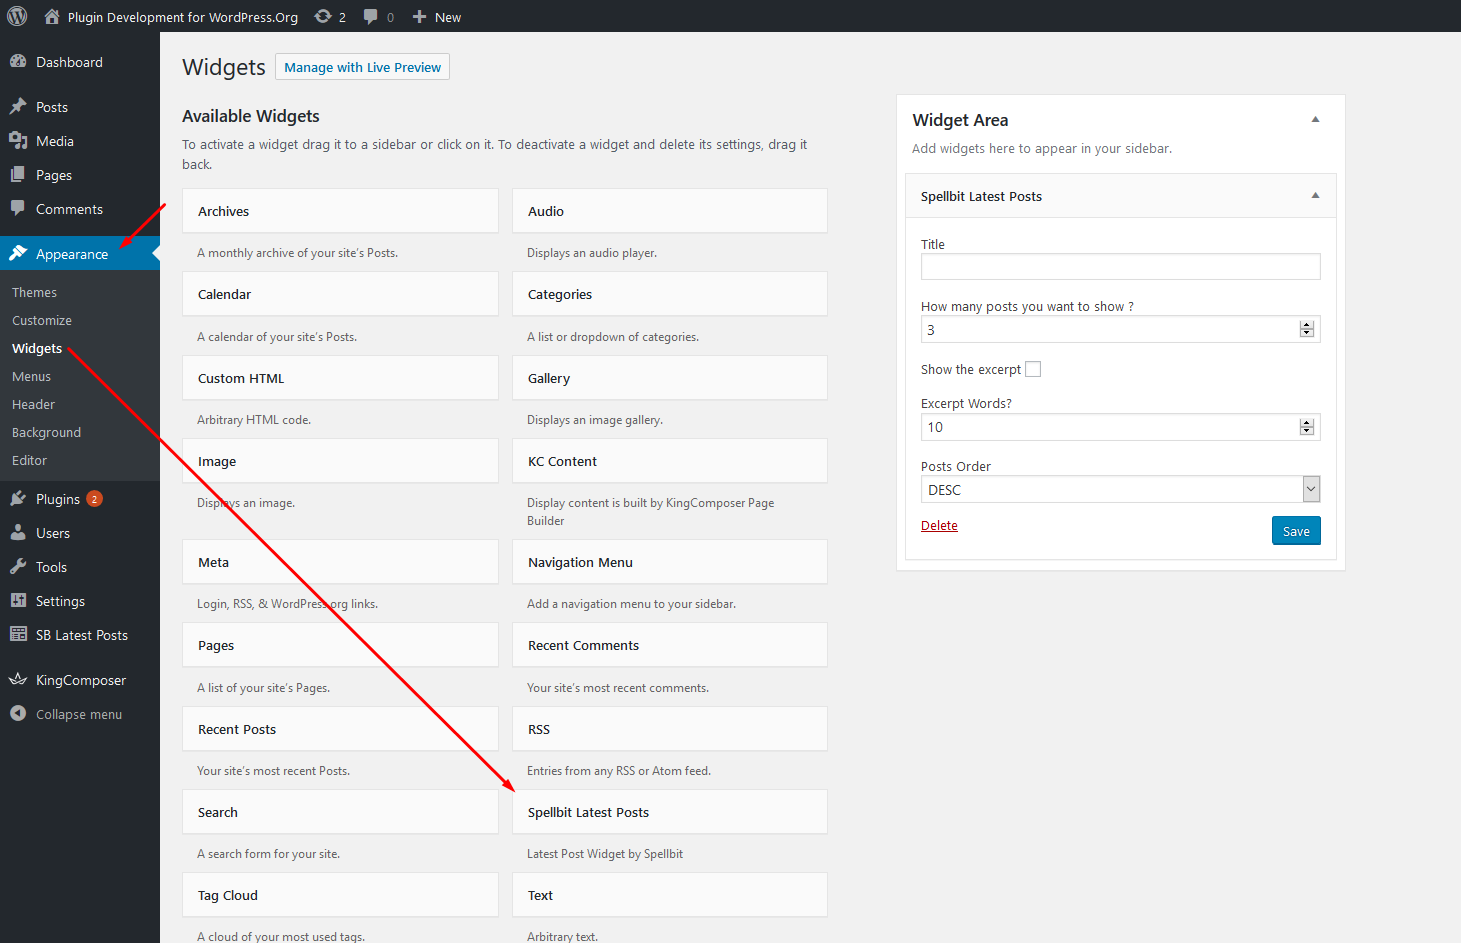 Plugin Development for WordPress.Org 2 0 New
Dashboard
Posts
Media
Pages
Comments
Appearance
Themes
Customize
Widgets
Menus
Header
Background
Editor
Plugins 2
Users
Tools
Settings
SB Latest Posts
KingComposer
Collapse menu
Widgets Manage with Live Preview
Available Widgets
To activate a widget drag it to a sidebar or click on it. To deactivate a widget and delete its settings, drag it
back.
Archives
A monthly archive of your site's Posts.
Audio
Displays an audio player.
Calendar
A calendar of your site's Posts.
Categories
A list or dropdown of categories.
Custom HTML
Arbitrary HTML code.
Gallery
Displays an image gallery.
Image
Displays an image.
KC Content
Display content is built by KingComposer Page
Builder
Meta
Login, RSS, & WordPress.org links.
Navigation Menu
Add a navigation menu to your sidebar.
Pages
A list of your site's Pages.
Recent Comments
Your site's most recent comments.
Recent Posts
Your site's most recent Posts.
RSS
Entries from any RSS or Atom feed.
Search
A search form for your site.
Spellbit Latest Posts
Latest Post Widget by Spellbit
Tag Cloud
A cloud of your most used tags.
Text
Arbitrary text.
Widget Area
Add widgets here to appear in your sidebar.
Spellbit Latest Posts
Title
How many posts you want to show ?
3
Show the excerpt
Excerpt Words?
10
Posts Order
DESC
Delete
Save